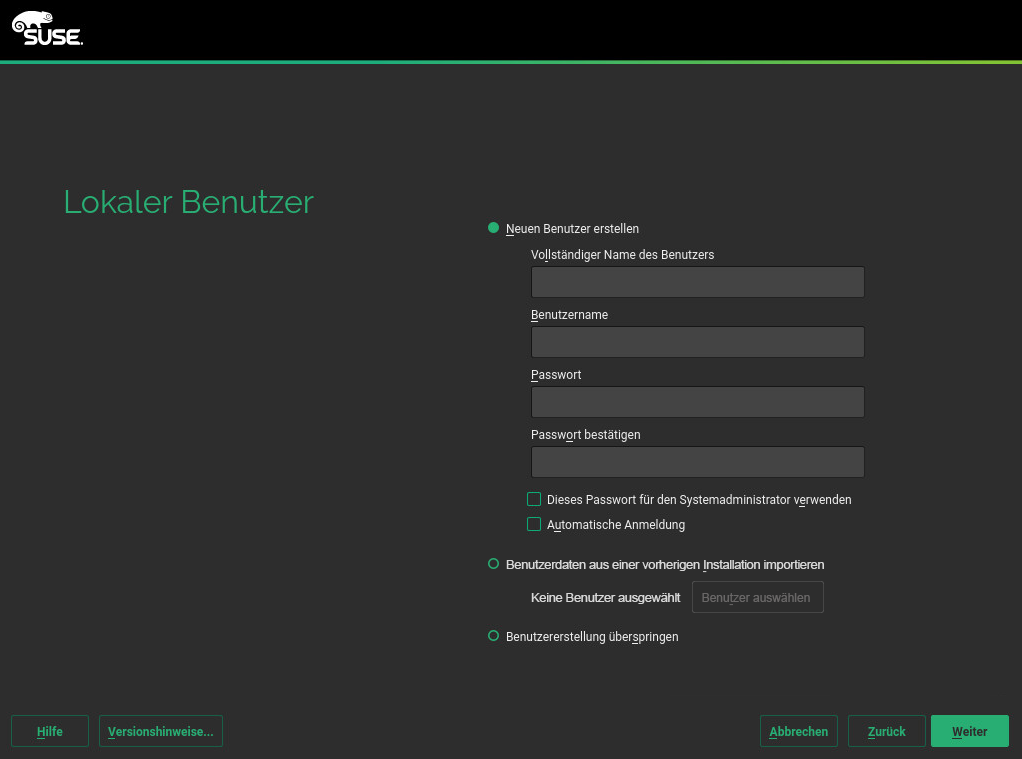 SUSE
Lokaler Benutzer
Neuen Benutzer erstellen
Vollständiger Name des Benutzers
Benutzername
Passwort
Passwort bestätigen
Dieses Passwort für den Systemadministrator verwenden
Automatische Anmeldung
Benutzerdaten aus einer vorherigen Installation importieren
Keine Benutzer ausgewählt Benutzer auswählen
Benutzererstellung überspringen
Hilfe Versionshinweise... Abbrechen Zurück Weiter